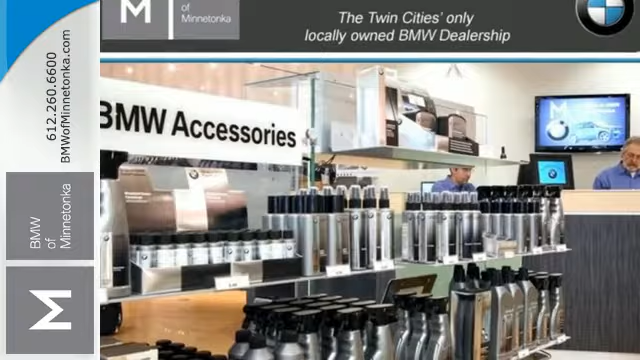 of
Minnetonka
The Twin Cities' only
locally owned BMW Dealership
612.260.6600
BMWofMinnetonka.com
BMW
of
Minnetonka
M
BMW Accessories
M